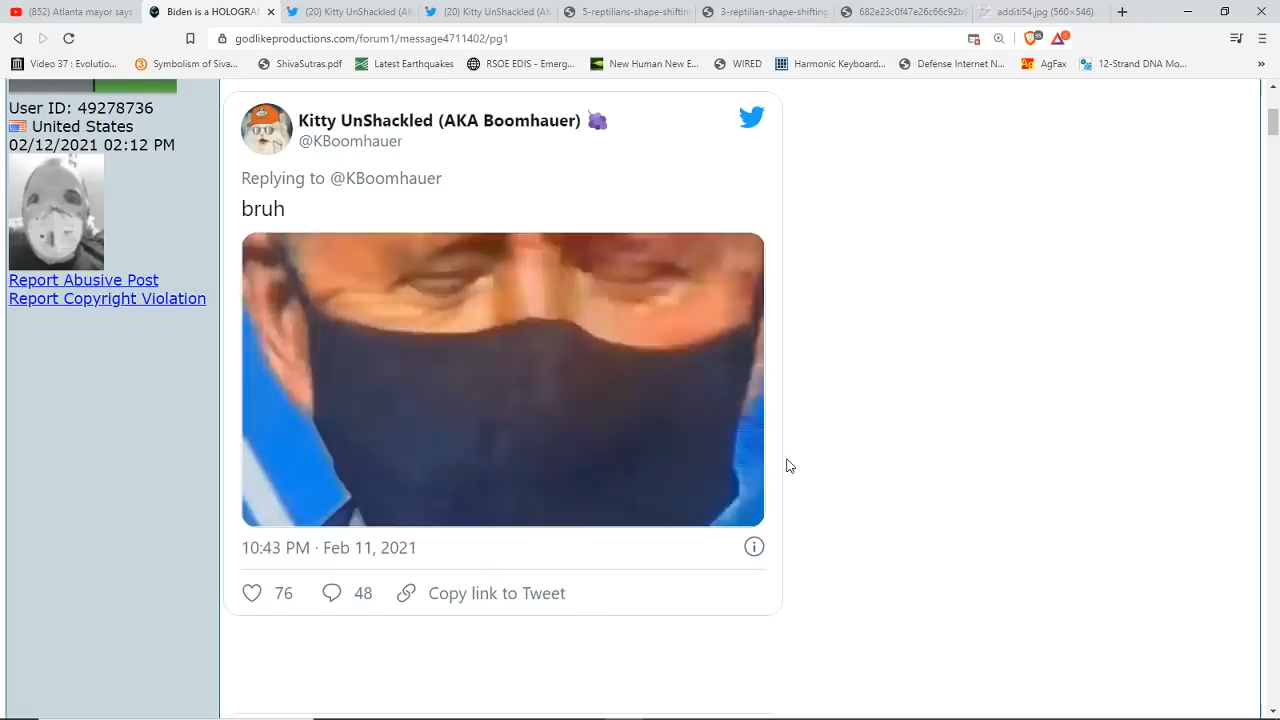 (852) Atlanta mayor says
Biden is a HOLOGRA
(20) Kitty UnShackled (AK
(20) Kitty UnShackled (AK
5-reptilians-shape-shiftin
3-reptilian-shape-shifting
682e23c0f47e26c66c92b
additi54.jpg (560×546)
godlikeproductions.com/forum1/message4711402/pg1
Video 37 : Evolutio...
Symbolism of Siva...
ShivaSutras.pdf
Latest Earthquakes
RSOE EDIS - Emerg...
New Human New E...
WIRED
Harmonic Keyboard...
Defense Internet N...
AgFax
12-Strand DNA Mo...
User ID: 49278736
United States
02/12/2021 02:12 PM
Report Abusive Post
Report Copyright Violation
Kitty UnShackled (AKA Boomhauer)
@KBoomhauer
Replying to @KBoomhauer
bruh
10:43 PM · Feb 11, 2021
76
48
Copy link to Tweet